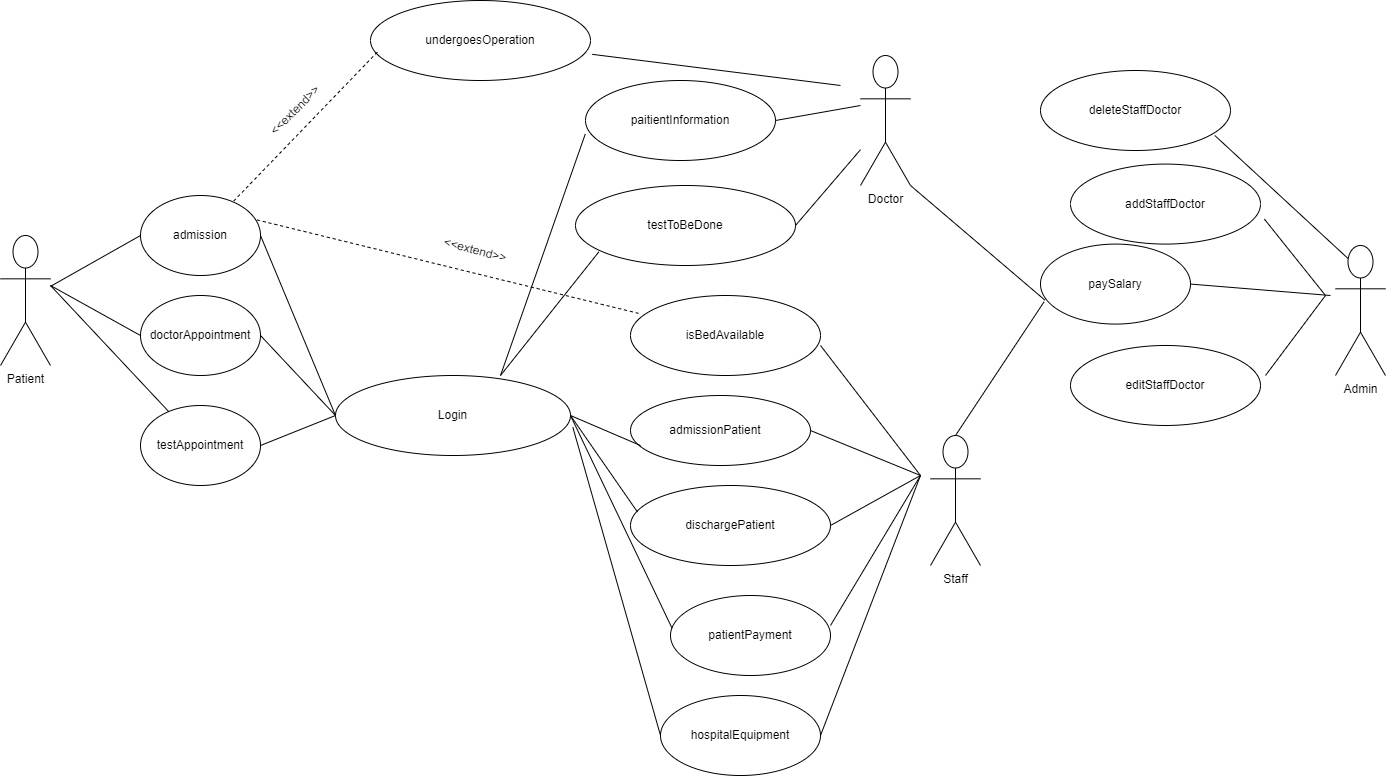 undergoesOperation
<<extend>>
paitientInformation
deleteStaffDoctor
Doctor
addStaffDoctor
admission
testToBeDone
<<extend>>
paySalary
doctorAppointment
isBedAvailable
Patient
editStaffDoctor
Admin
Login
admissionPatient
testAppointment
dischargePatient
Staff
patientPayment
hospitalEquipment